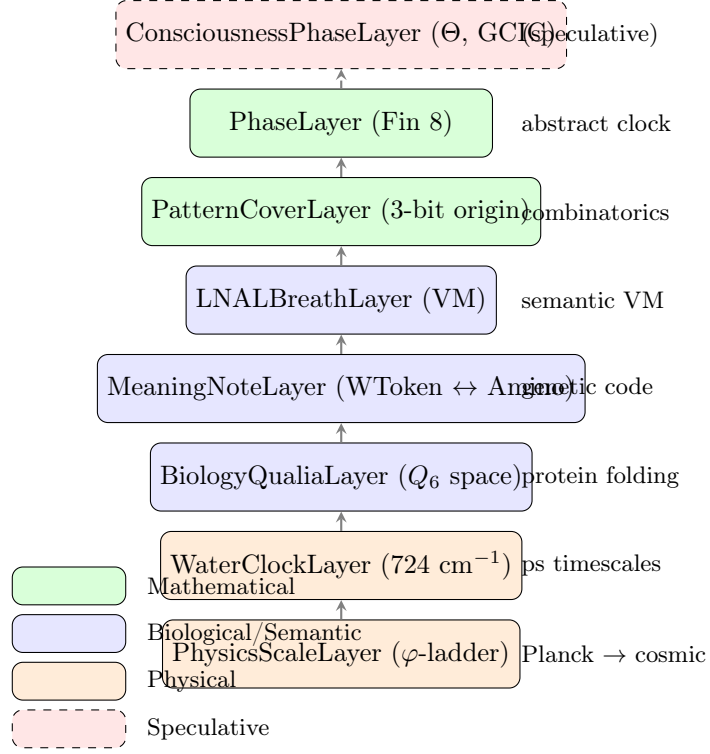 ConsciousnessPhaseLayer (Θ, GCIC) (speculative)
PhaseLayer (Fin 8) abstract clock
PatternCoverLayer (3-bit origin) combinatorics
LNALBreathLayer (VM) semantic VM
MeaningNoteLayer (WToken ↔ Amino) genetic code
BiologyQualiaLayer (Q₆ space) protein folding
WaterClockLayer (724 cm⁻¹) ps timescales
Mathematical
Biological/Semantic
PhysicsScaleLayer (φ-ladder) Planck → cosmic
Physical
Speculative